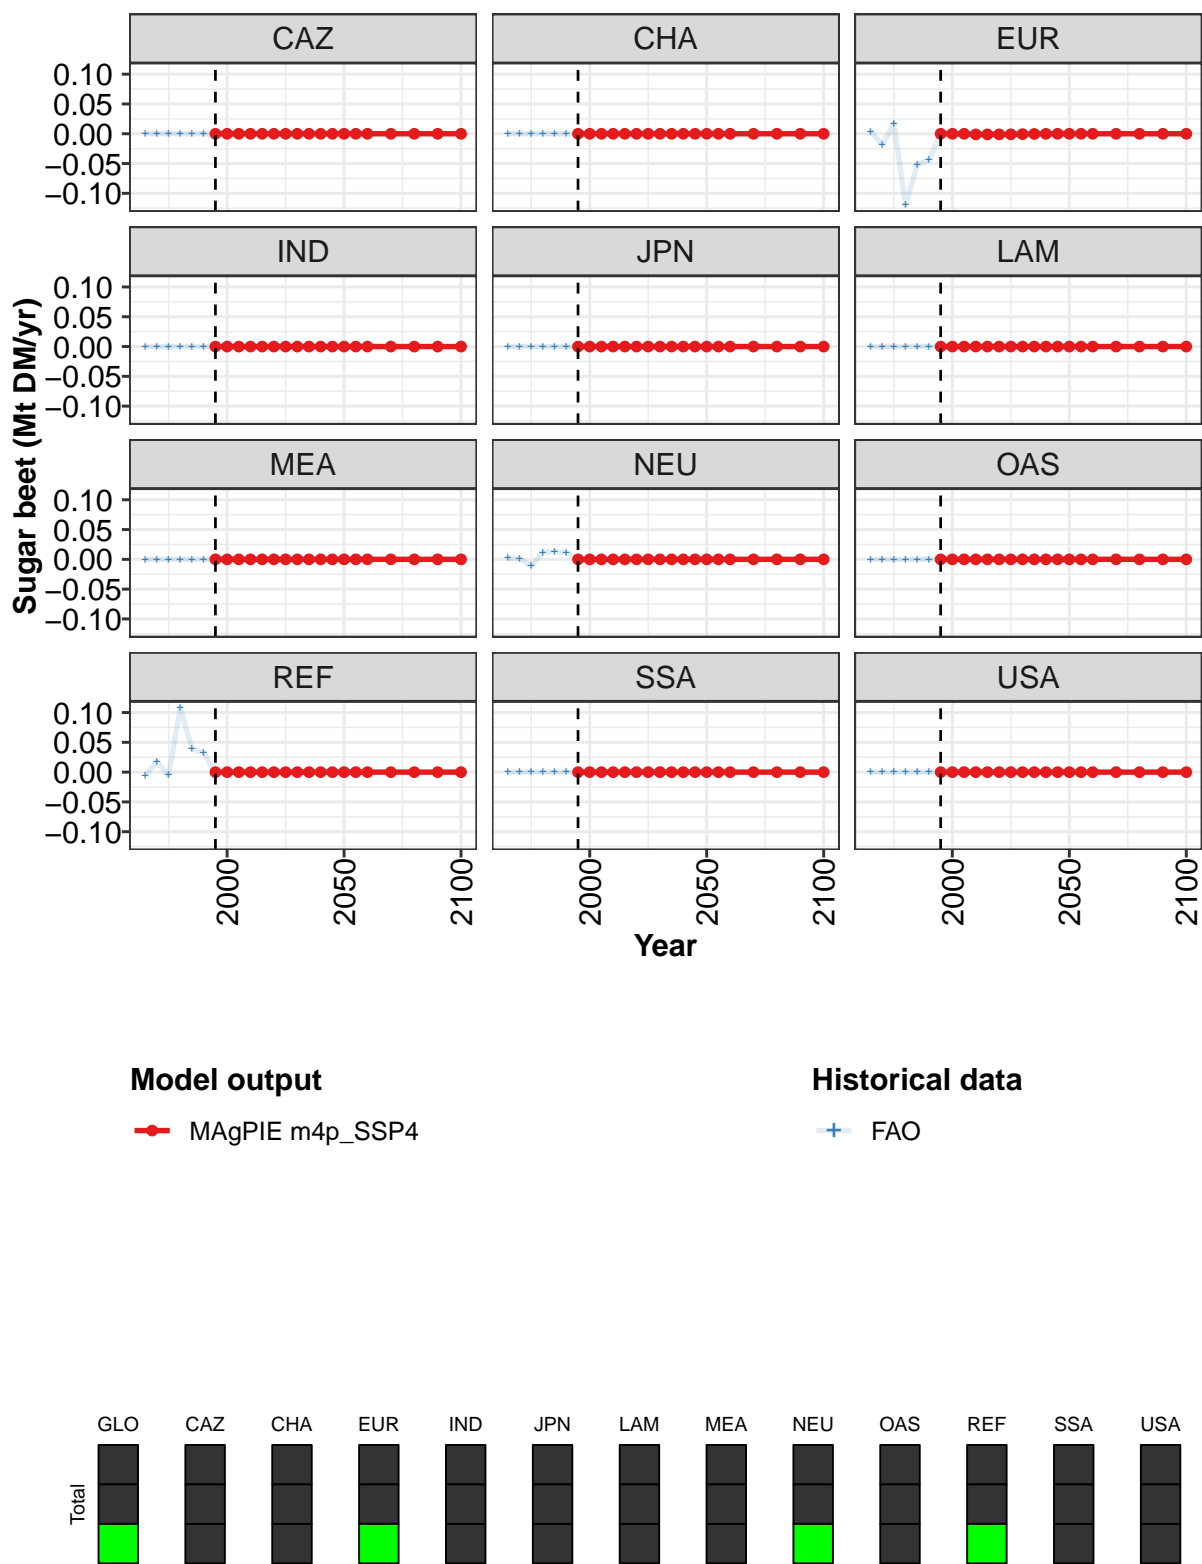 CAZ CHA EUR
0.10
0.05
0.00
−0.05
−0.10
IND JPN LAM
0.10
0.05
0.00
−0.05
−0.10
MEA NEU OAS
0.10
0.05
0.00
−0.05
−0.10
REF SSA USA
0.10
0.05
0.00
−0.05
−0.10
Sugar beet (Mt DM/yr)
2000 2050 2100 2000 2050 2100 2000 2050 2100
Year
Model output
MAgPIE m4p_SSP4
Historical data
FAO
GLO CAZ CHA EUR IND JPN LAM MEA NEU OAS REF SSA USA
Total